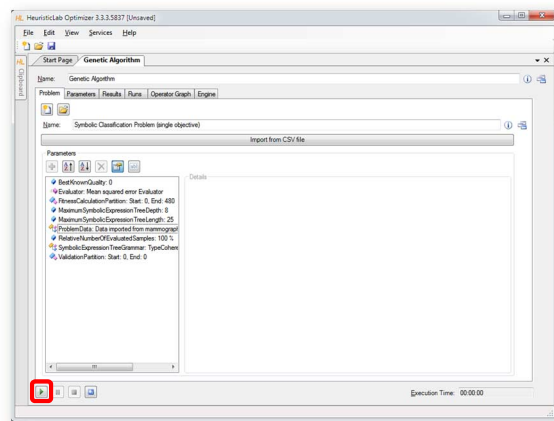 HeuristicLab Optimizer 3.3.3.5837 [Unsaved]
File Edit View Services Help
Start Page Genetic Algorithm
Clipboard
Name: Genetic Algorithm
Problem Parameters Results Runs Operator Graph Engine
Name: Symbolic Classification Problem (single objective)
Import from CSV file
Parameters
Details
BestKnownQuality: 0
Evaluator: Mean squared error Evaluator
FitnessCalculationPartition: Start: 0, End: 480
MaximumSymbolicExpressionTreeDepth: 8
MaximumSymbolicExpressionTreeLength: 25
ProblemData: Data imported from mammograpl
RelativeNumberOfEvaluatedSamples: 100 %
SymbolicExpressionTreeGrammar: TypeCohere
ValidationPartition: Start: 0, End: 0
Execution Time: 00:00:00